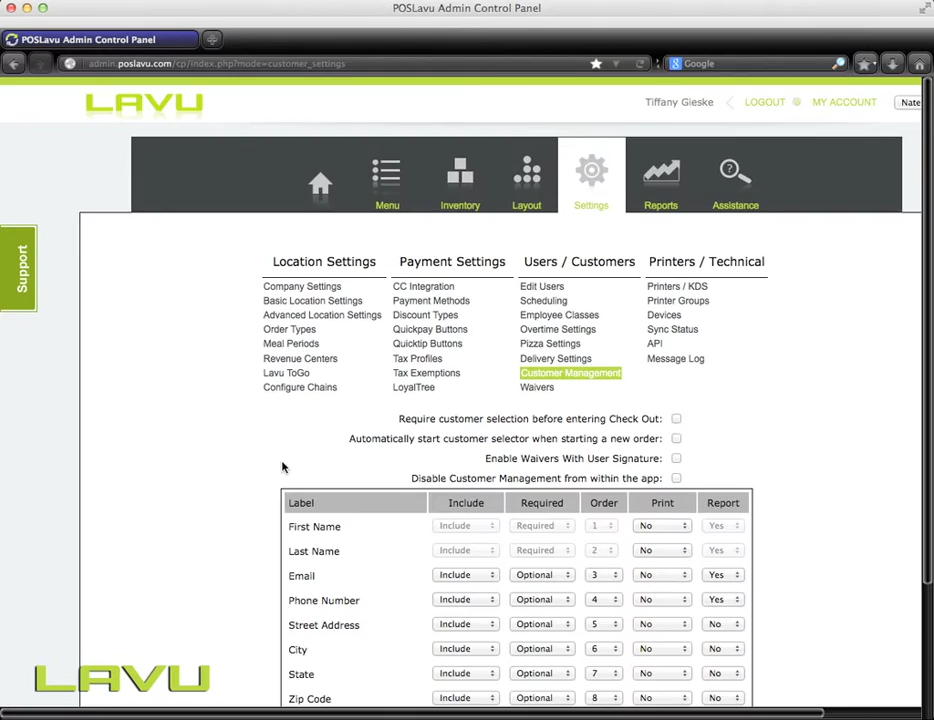 POSLavu Admin Control Panel
POSLavu Admin Control Panel
admin.poslavu.com/cp/index.php?mode=customer_settings
Google
LAVU
Tiffany Gieske
LOGOUT
MY ACCOUNT
Nate
Menu
Inventory
Layout
Settings
Reports
Assistance
Support
Location Settings
Company Settings
Basic Location Settings
Advanced Location Settings
Order Types
Meal Periods
Revenue Centers
Lavu ToGo
Configure Chains
Payment Settings
CC Integration
Payment Methods
Discount Types
Quickpay Buttons
Quicktip Buttons
Tax Profiles
Tax Exemptions
LoyalTree
Users / Customers
Edit Users
Scheduling
Employee Classes
Overtime Settings
Pizza Settings
Delivery Settings
Customer Management
Waivers
Printers / Technical
Printers / KDS
Printer Groups
Devices
Sync Status
API
Message Log
Require customer selection before entering Check Out:
Automatically start customer selector when starting a new order:
Enable Waivers With User Signature:
Disable Customer Management from within the app:
Label Include Required Order Print Report
First Name Include Required 1 No Yes
Last Name Include Required 2 No Yes
Email Include Optional 3 No Yes
Phone Number Include Optional 4 No Yes
Street Address Include Optional 5 No No
City Include Optional 6 No No
State Include Optional 7 No No
Zip Code Include Optional 8 No No
LAVU